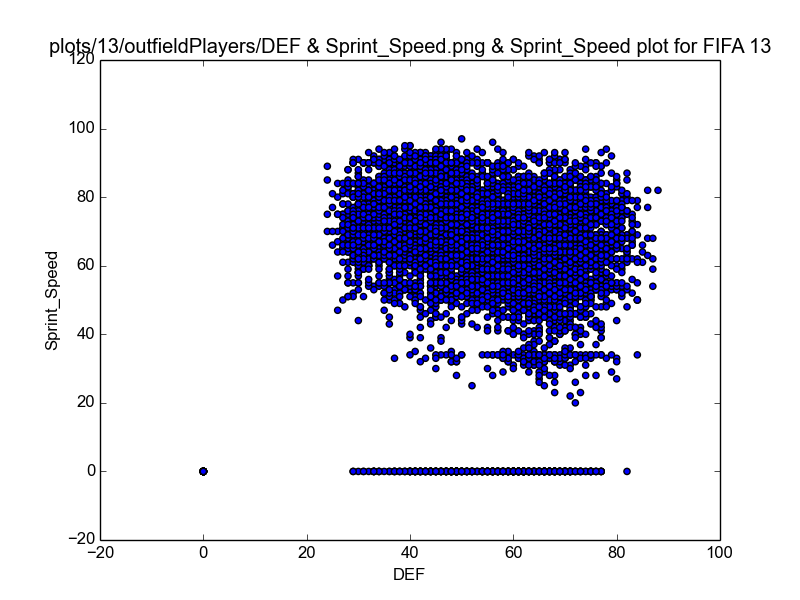 plots/13/outfieldPlayers/DEF & Sprint_Speed.png & Sprint_Speed plot for FIFA 13
120
100
80
60
40
20
0
−20
Sprint_Speed
−20 0 20 40 60 80 100
DEF